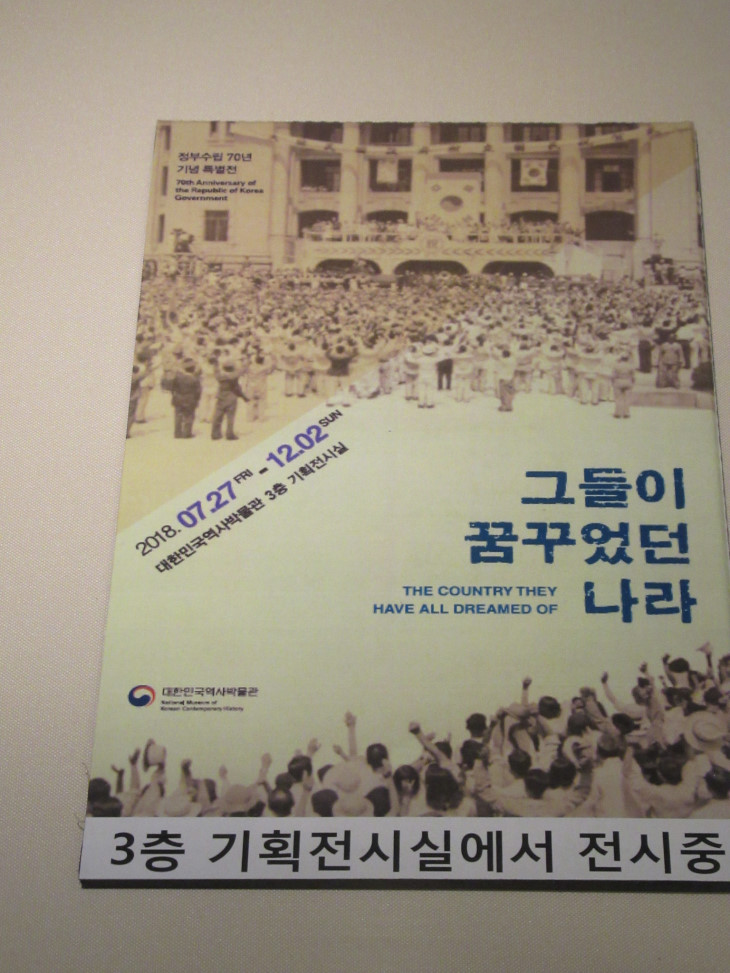 정부수립 70년
기념 특별전
70th Anniversary of
the Republic of Korea
Government
2018. 07.27 FRI - 12.02 SUN
대한민국역사박물관 3층 기획전시실
그들이
꿈꾸었던
THE COUNTRY THEY
HAVE ALL DREAMED OF
나라
대한민국역사박물관
National Museum of
Korean Contemporary History
3층 기획전시실에서 전시중